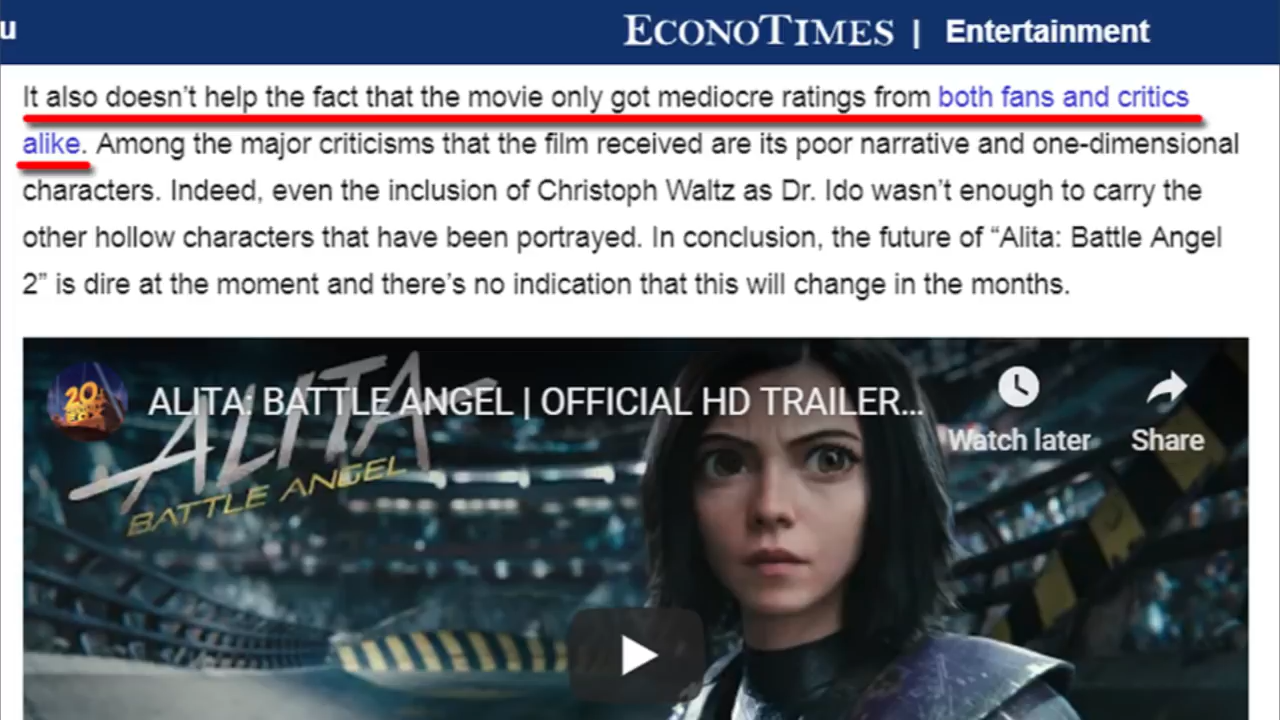 u
ECONOTIMES | Entertainment
It also doesn’t help the fact that the movie only got mediocre ratings from both fans and critics
alike. Among the major criticisms that the film received are its poor narrative and one-dimensional
characters. Indeed, even the inclusion of Christoph Waltz as Dr. Ido wasn’t enough to carry the
other hollow characters that have been portrayed. In conclusion, the future of “Alita: Battle Angel
2” is dire at the moment and there’s no indication that this will change in the months.
ALITA: BATTLE ANGEL | OFFICIAL HD TRAILER...
Watch later
Share
ALITA
BATTLE ANGEL
20